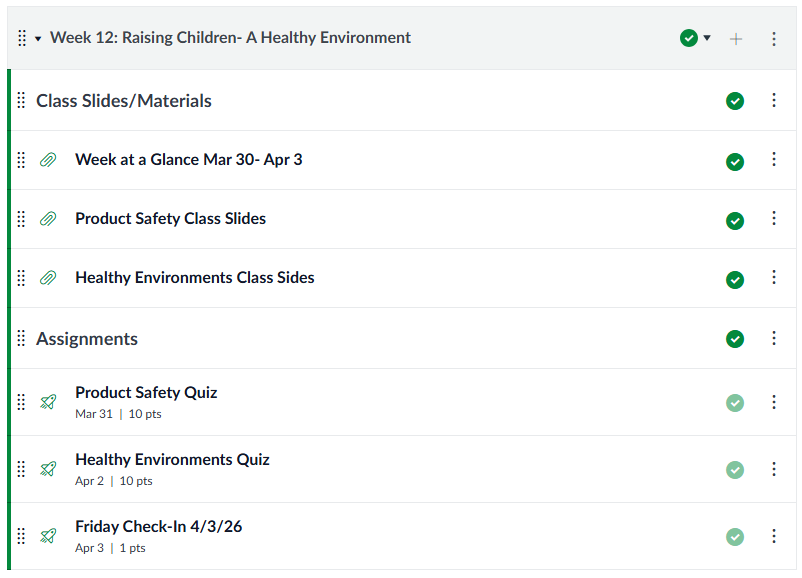 Week 12: Raising Children- A Healthy Environment
Class Slides/Materials
Week at a Glance Mar 30- Apr 3
Product Safety Class Slides
Healthy Environments Class Sides
Assignments
Product Safety Quiz
Mar 31 | 10 pts
Healthy Environments Quiz
Apr 2 | 10 pts
Friday Check-In 4/3/26
Apr 3 | 1 pts